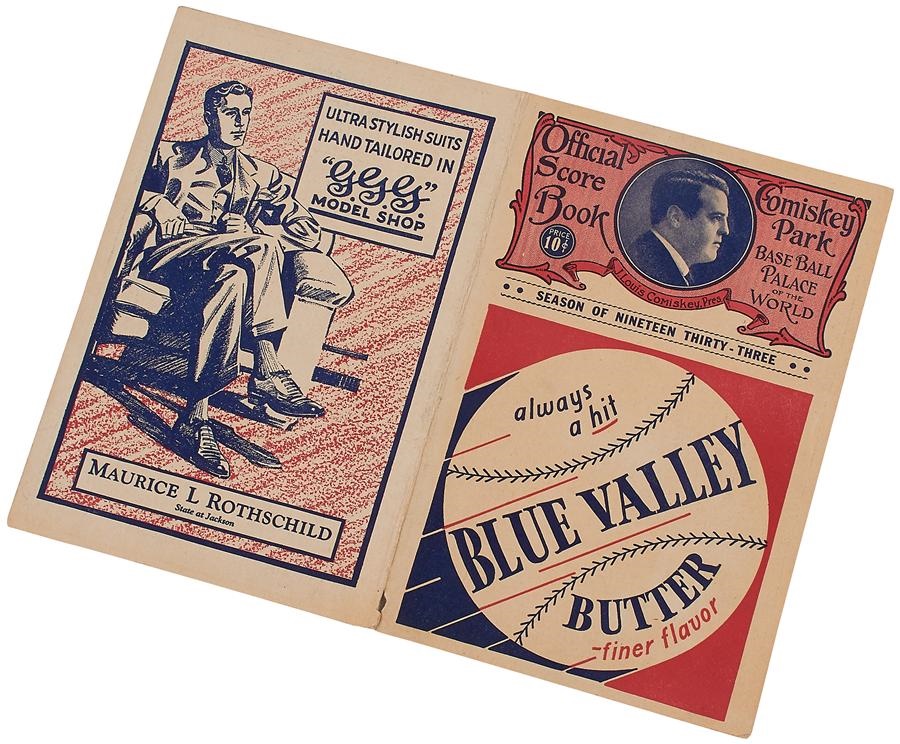 ULTRA STYLISH SUITS
HAND TAILORED IN
"G.G.G."
MODEL SHOP
MAURICE L ROTHSCHILD
State at Jackson
Official
Score
Book
PRICE
10¢
Louis Comiskey, Pres
Comiskey
Park
BASE BALL
PALACE
OF THE
WORLD
SEASON OF NINETEEN THIRTY-THREE
always
a hit
BLUE VALLEY
BUTTER
-finer flavor